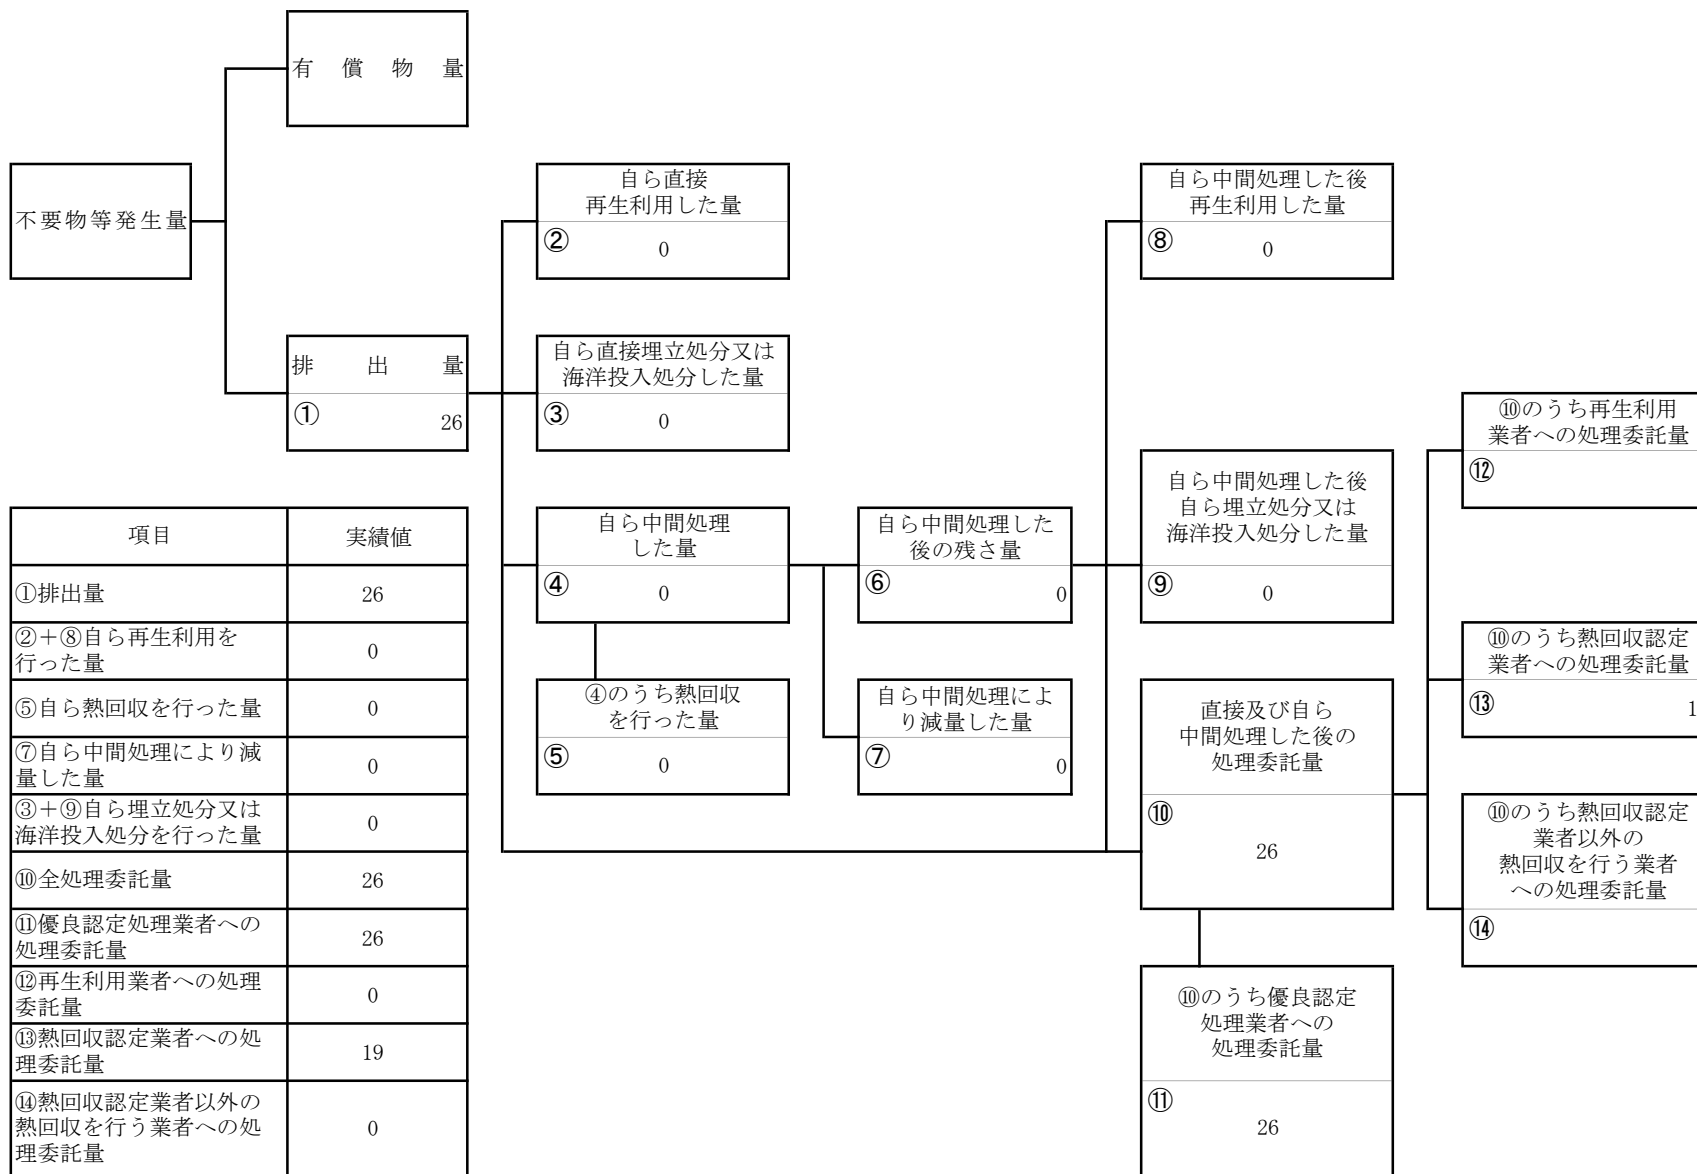 有償物量
不要物等発生量
自ら直接
再生利用した量
②
0
自ら中間処理した後
再生利用した量
⑧
0
排出量
①
26
自ら直接埋立処分又は
海洋投入処分した量
③
0
⑩のうち再生利用
業者への処理委託量
⑫
自ら中間処理した後
自ら埋立処分又は
海洋投入処分した量
⑨
0
自ら中間処理
した量
④
0
自ら中間処理した
後の残さ量
⑥
0
⑩のうち熱回収認定
業者への処理委託量
⑬
1
④のうち熱回収
を行った量
⑤
0
自ら中間処理によ
り減量した量
⑦
0
直接及び自ら
中間処理した後の
処理委託量
⑩
26
⑩のうち熱回収認定
業者以外の
熱回収を行う業者
への処理委託量
⑭
⑩のうち優良認定
処理業者への
処理委託量
⑪
26
項目 実績値
①排出量 26
②+⑧自ら再生利用を
行った量 0
⑤自ら熱回収を行った量 0
⑦自ら中間処理により減
量した量 0
③+⑨自ら埋立処分又は
海洋投入処分を行った量 0
⑩全処理委託量 26
⑪優良認定処理業者への
処理委託量 26
⑫再生利用業者への処理
委託量 0
⑬熱回収認定業者への処
理委託量 19
⑭熱回収認定業者以外の
熱回収を行う業者への処
理委託量 0